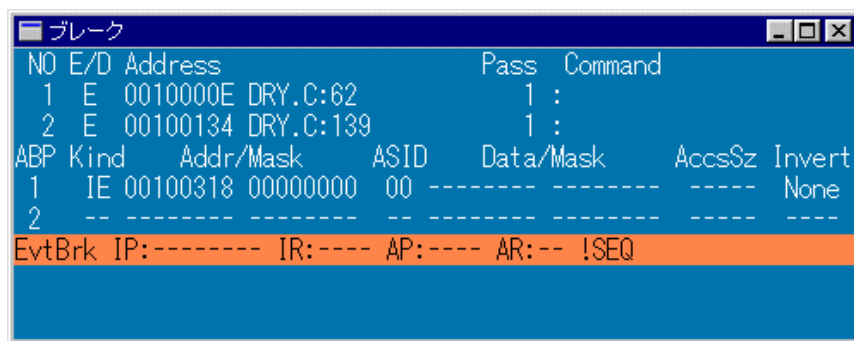 ブレーク
NO E/D Address Pass Command
1 E 0010000E DRY.C:62 1 :
2 E 00100134 DRY.C:139 1 :
ABP Kind Addr/Mask ASID Data/Mask AccsSz Invert
1 IE 00100318 00000000 00 -------- -------- ----- None
2 -- -------- -------- -- -------- -------- ----- ----
EvtBrk IP:-------- IR:---- AP:---- AR:-- !SEQ